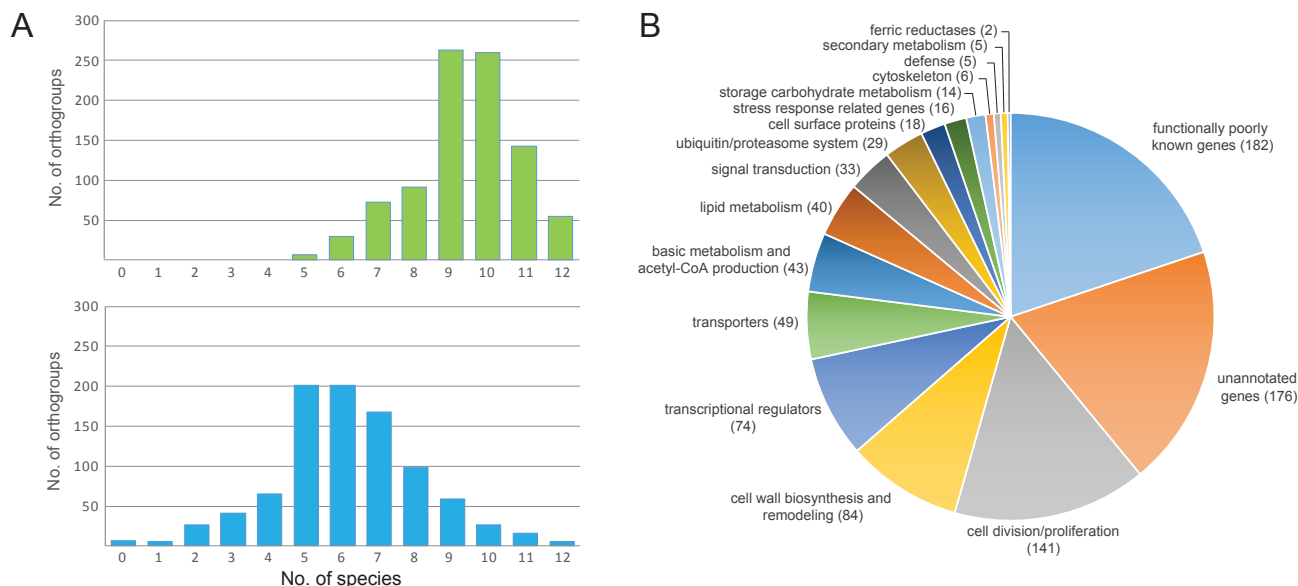 A
No. of orthogroups
300
250
200
150
100
50
0 1 2 3 4 5 6 7 8 9 10 11 12
No. of orthogroups
300
250
200
150
100
50
0 1 2 3 4 5 6 7 8 9 10 11 12
No. of species
B
ferric reductases (2)
secondary metabolism (5)
defense (5)
cytoskeleton (6)
storage carbohydrate metabolism (14)
stress response related genes (16)
cell surface proteins (18)
ubiquitin/proteasome system (29)
signal transduction (33)
lipid metabolism (40)
basic metabolism and
acetyl-CoA production (43)
transporters (49)
transcriptional regulators
(74)
cell wall biosynthesis and
remodeling (84)
cell division/proliferation
(141)
unannotated
genes (176)
functionally poorly
known genes (182)